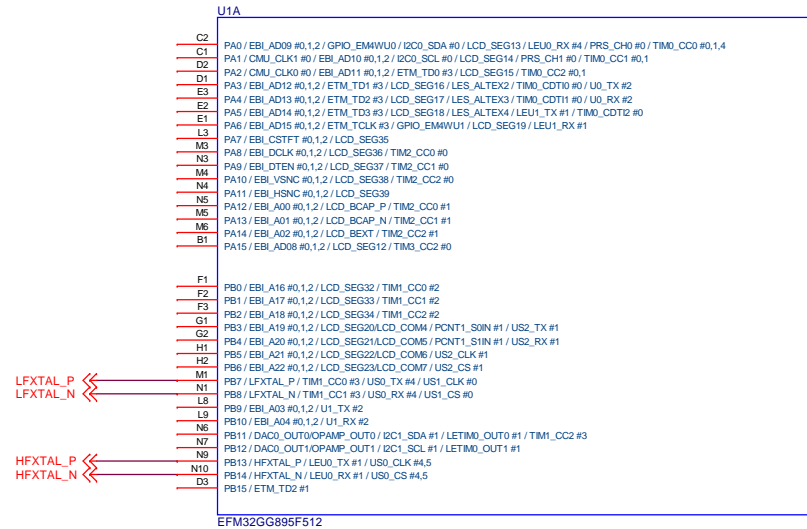 U1A
C2 PA0 / EBI_AD09 #0,1,2 / GPIO_EM4WU0 / I2C0_SDA #0 / LCD_SEG13 / LEU0_RX #4 / PRS_CH0 #0 / TIM0_CC0 #0,1,4
C1 PA1 / CMU_CLK1 #0 / EBI_AD10 #0,1,2 / I2C0_SCL #0 / LCD_SEG14 / PRS_CH1 #0 / TIM0_CC1 #0,1
D2 PA2 / CMU_CLK0 #0 / EBI_AD11 #0,1,2 / ETM_TD0 #3 / LCD_SEG15 / TIM0_CC2 #0,1
D1 PA3 / EBI_AD12 #0,1,2 / ETM_TD1 #3 / LCD_SEG16 / LES_ALTEX2 / TIM0_CDTI0 #0 / U0_TX #2
E3 PA4 / EBI_AD13 #0,1,2 / ETM_TD2 #3 / LCD_SEG17 / LES_ALTEX3 / TIM0_CDTI1 #0 / U0_RX #2
E2 PA5 / EBI_AD14 #0,1,2 / ETM_TD3 #3 / LCD_SEG18 / LES_ALTEX4 / LEU1_TX #1 / TIM0_CDTI2 #0
E1 PA6 / EBI_AD15 #0,1,2 / ETM_TCLK #3 / GPIO_EM4WU1 / LCD_SEG19 / LEU1_RX #1
L3 PA7 / EBI_CSTFT #0,1,2 / LCD_SEG35
M3 PA8 / EBI_DCLK #0,1,2 / LCD_SEG36 / TIM2_CC0 #0
N3 PA9 / EBI_DTEN #0,1,2 / LCD_SEG37 / TIM2_CC1 #0
M4 PA10 / EBI_VSNC #0,1,2 / LCD_SEG38 / TIM2_CC2 #0
N4 PA11 / EBI_HSNC #0,1,2 / LCD_SEG39
N5 PA12 / EBI_A00 #0,1,2 / LCD_BCAP_P / TIM2_CC0 #1
M5 PA13 / EBI_A01 #0,1,2 / LCD_BCAP_N / TIM2_CC1 #1
M6 PA14 / EBI_A02 #0,1,2 / LCD_BEXT / TIM2_CC2 #1
B1 PA15 / EBI_AD08 #0,1,2 / LCD_SEG12 / TIM3_CC2 #0
F1 PB0 / EBI_A16 #0,1,2 / LCD_SEG32 / TIM1_CC0 #2
F2 PB1 / EBI_A17 #0,1,2 / LCD_SEG33 / TIM1_CC1 #2
F3 PB2 / EBI_A18 #0,1,2 / LCD_SEG34 / TIM1_CC2 #2
G1 PB3 / EBI_A19 #0,1,2 / LCD_SEG20/LCD_COM4 / PCNT1_S0IN #1 / US2_TX #1
G2 PB4 / EBI_A20 #0,1,2 / LCD_SEG21/LCD_COM5 / PCNT1_S1IN #1 / US2_RX #1
H1 PB5 / EBI_A21 #0,1,2 / LCD_SEG22/LCD_COM6 / US2_CLK #1
H2 PB6 / EBI_A22 #0,1,2 / LCD_SEG23/LCD_COM7 / US2_CS #1
LFXTAL_P M1 PB7 / LFXTAL_P / TIM1_CC0 #3 / US0_TX #4 / US1_CLK #0
LFXTAL_N N1 PB8 / LFXTAL_N / TIM1_CC1 #3 / US0_RX #4 / US1_CS #0
L8 PB9 / EBI_A03 #0,1,2 / U1_TX #2
L9 PB10 / EBI_A04 #0,1,2 / U1_RX #2
N6 PB11 / DAC0_OUT0/OPAMP_OUT0 / I2C1_SDA #1 / LETIM0_OUT0 #1 / TIM1_CC2 #3
N7 PB12 / DAC0_OUT1/OPAMP_OUT1 / I2C1_SCL #1 / LETIM0_OUT1 #1
HFXTAL_P N9 PB13 / HFXTAL_P / LEU0_TX #1 / US0_CLK #4,5
HFXTAL_N N10 PB14 / HFXTAL_N / LEU0_RX #1 / US0_CS #4,5
D3 PB15 / ETM_TD2 #1
EFM32GG895F512